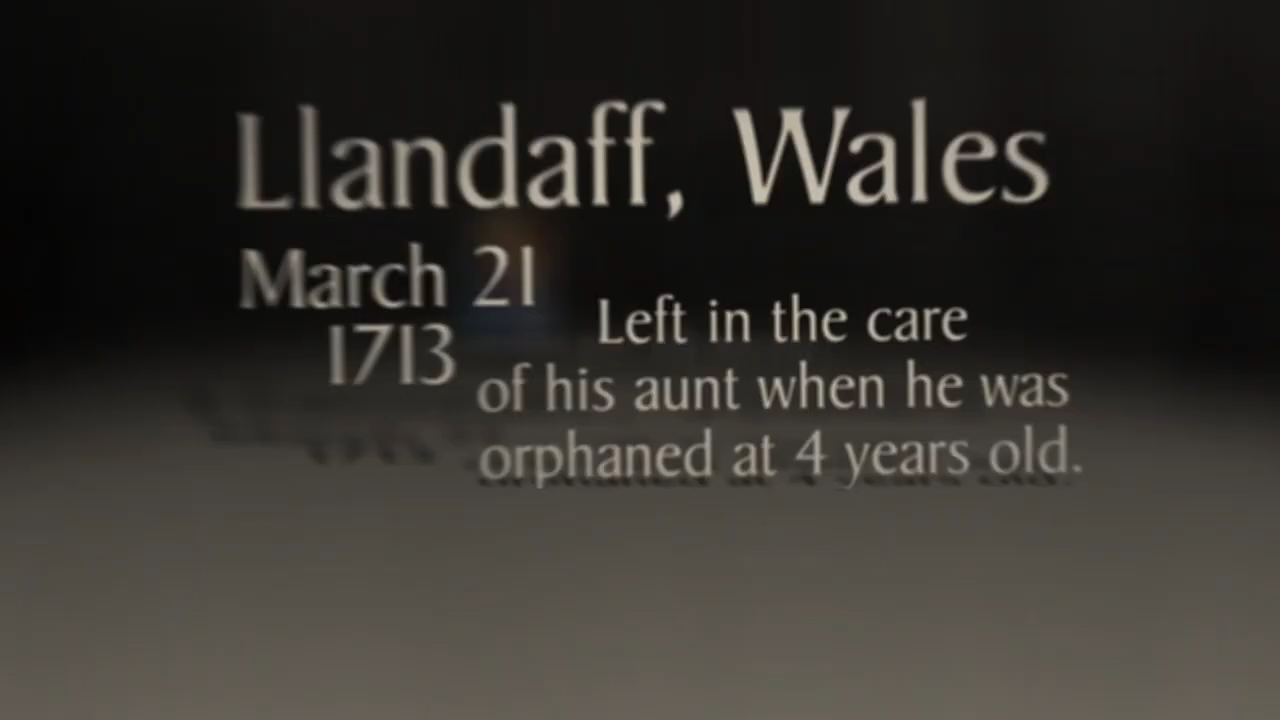 Llandaff, Wales
March 21
1713
Left in the care
of his aunt when he was
orphaned at 4 years old.